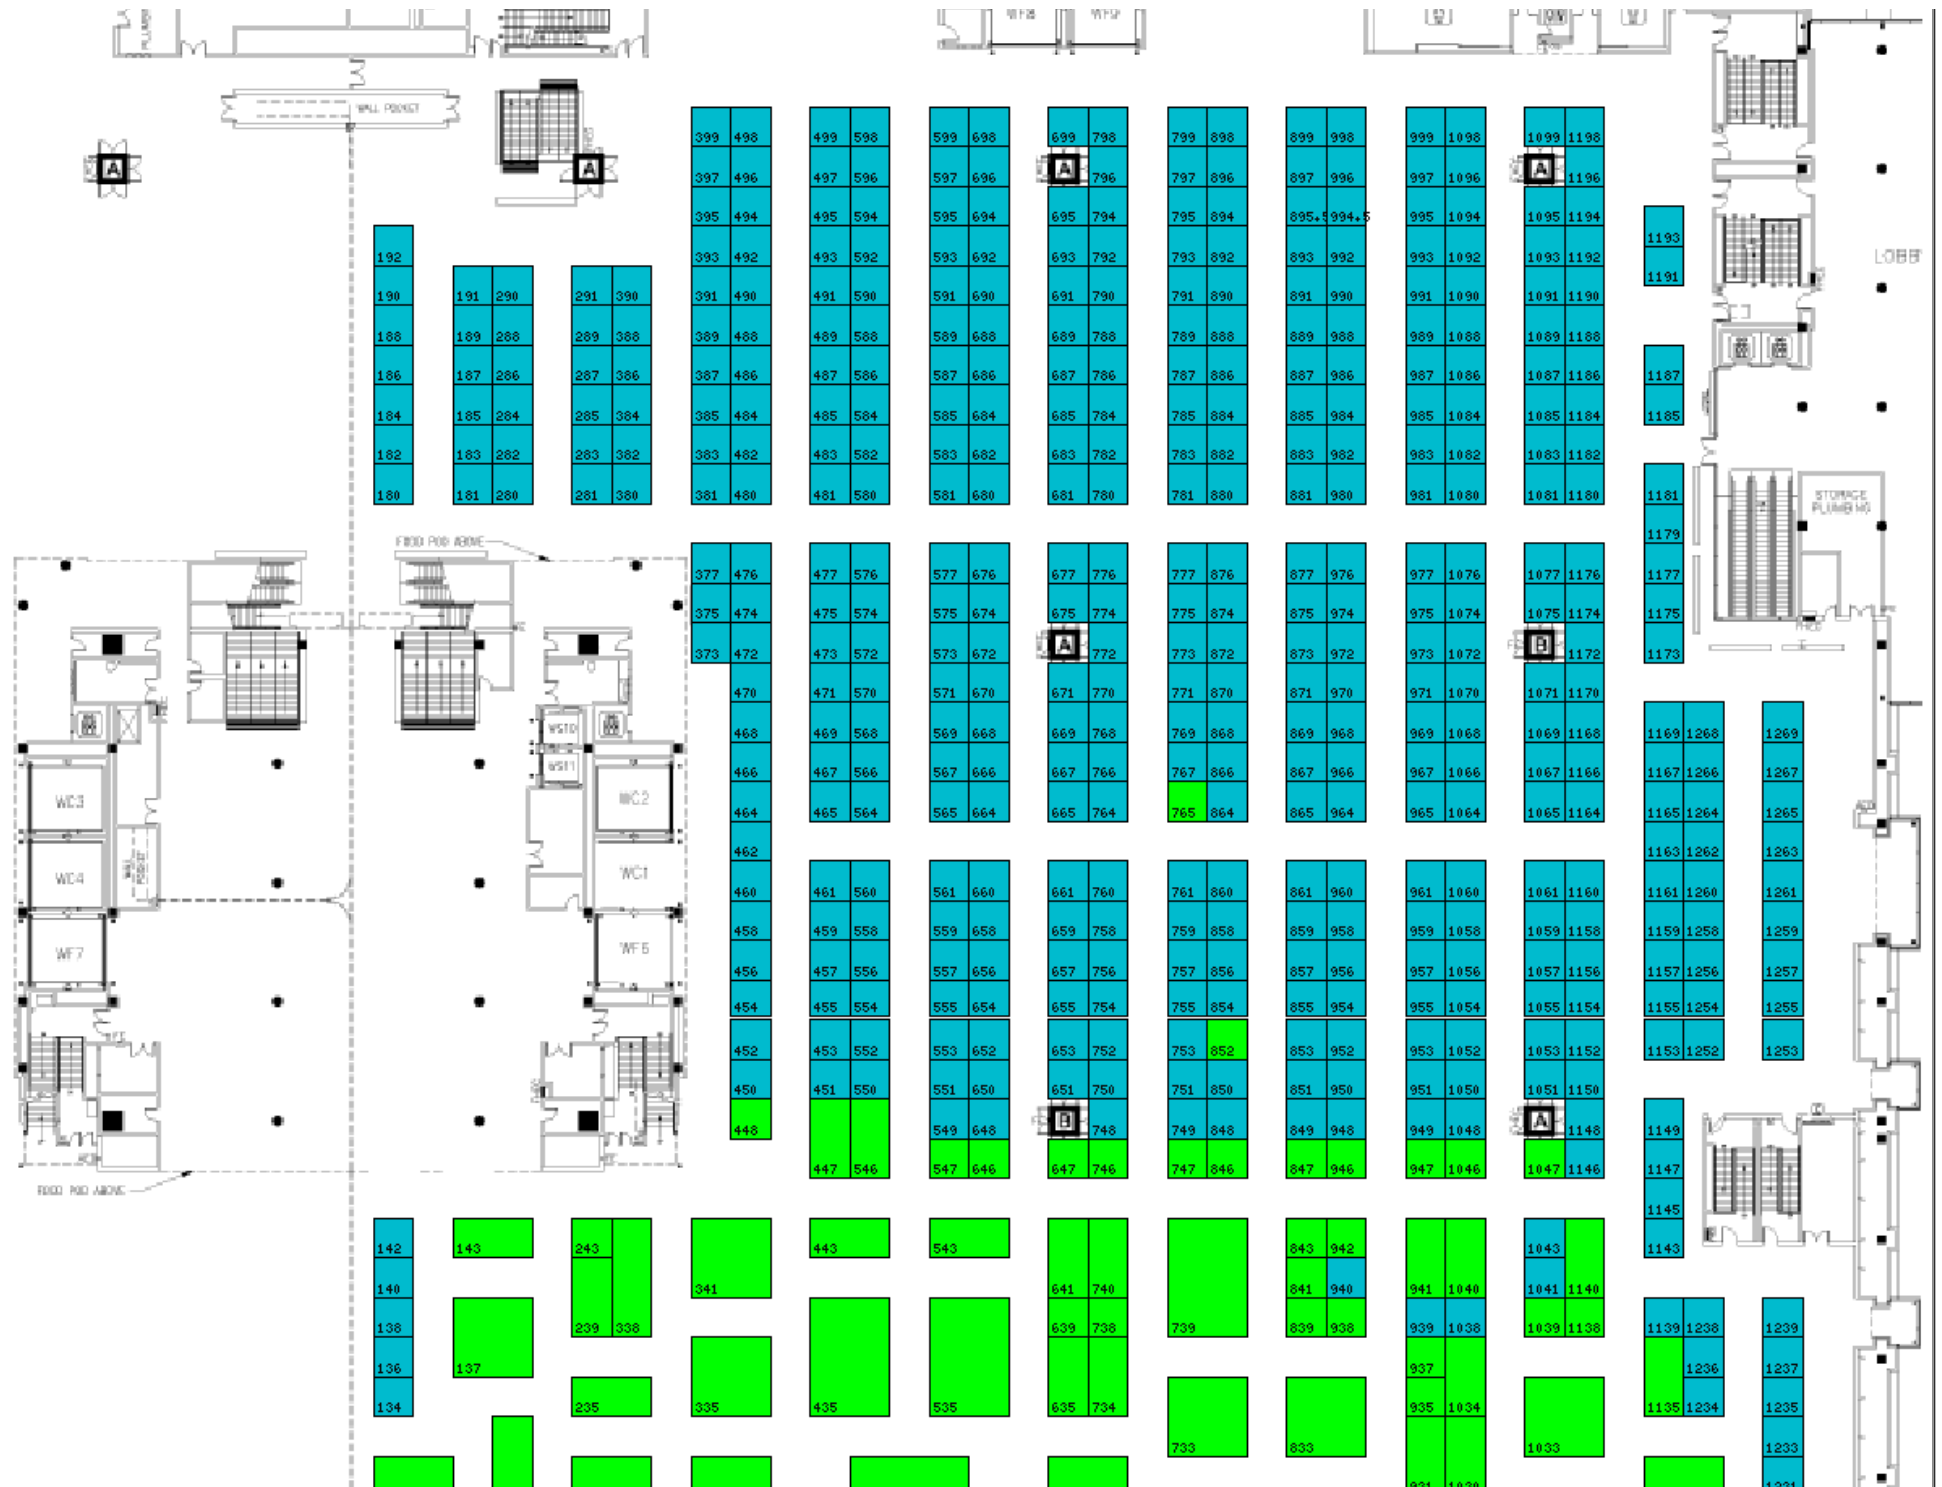 WF8 WF9
WALL POCKET
399 498 499 598 599 698 699 798 799 898 899 998 999 1098 1099 1198
A A A A
397 496 497 596 597 696 796 797 896 897 996 997 1096 1196
395 494 495 594 595 694 695 794 795 894 895.5 994.5 995 1094 1095 1194
1193
192 393 492 493 592 593 692 693 792 793 892 893 992 993 1092 1093 1192
LOBBY
1191
190 191 290 291 390 391 490 491 590 591 690 691 790 791 890 891 990 991 1090 1091 1190
188 189 288 289 388 389 488 489 588 589 688 689 788 789 888 889 988 989 1088 1089 1188
186 187 286 287 386 387 486 487 586 587 686 687 786 787 886 887 986 987 1086 1087 1186 1187
184 185 284 285 384 385 484 485 584 585 684 685 784 785 884 885 984 985 1084 1085 1184 1185
182 183 282 283 382 383 482 483 582 583 682 683 782 783 882 883 982 983 1082 1083 1182
180 181 280 281 380 381 480 481 580 581 680 681 780 781 880 881 980 981 1080 1081 1180 1181
STORAGE
PLUMBING
1179
FOOD POD ABOVE
377 476 477 576 577 676 677 776 777 876 877 976 977 1076 1077 1176 1177
375 474 475 574 575 674 675 774 775 874 875 974 975 1074 1075 1174 1175
A B
373 472 473 572 573 672 772 773 872 873 972 973 1072 1172 1173
470 471 570 571 670 671 770 771 870 871 970 971 1070 1071 1170
WST0
468 469 568 569 668 669 768 769 868 869 968 969 1068 1069 1168 1169 1268 1269
WST1
466 467 566 567 666 667 766 767 866 867 966 967 1066 1067 1166 1167 1266 1267
WC3 WC2
464 465 564 565 664 665 764 765 864 865 964 965 1064 1065 1164 1165 1264 1265
462 1163 1262 1263
WC4 WALL POCKET WC1
460 461 560 561 660 661 760 761 860 861 960 961 1060 1061 1160 1161 1260 1261
458 459 558 559 658 659 758 759 858 859 958 959 1058 1059 1158 1159 1258 1259
WF7 WF6
456 457 556 557 656 657 756 757 856 857 956 957 1056 1057 1156 1157 1256 1257
454 455 554 555 654 655 754 755 854 855 954 955 1054 1055 1154 1155 1254 1255
452 453 552 553 652 653 752 753 852 853 952 953 1052 1053 1152 1153 1252 1253
450 451 550 551 650 651 750 751 850 851 950 951 1050 1051 1150
B A
448 549 648 748 749 848 849 948 949 1048 1148 1149
447 546 547 646 647 746 747 846 847 946 947 1046 1047 1146 1147
FOOD POD ABOVE
1145
142 143 243 443 543 843 942 1043 1143
140 341 641 740 841 940 941 1040 1041 1140
138 239 338 639 738 739 839 938 939 1038 1039 1138 1139 1238 1239
136 137 937 1236 1237
134 235 335 435 535 635 734 935 1034 1135 1234 1235
733 833 1033 1233
931 1030 1231